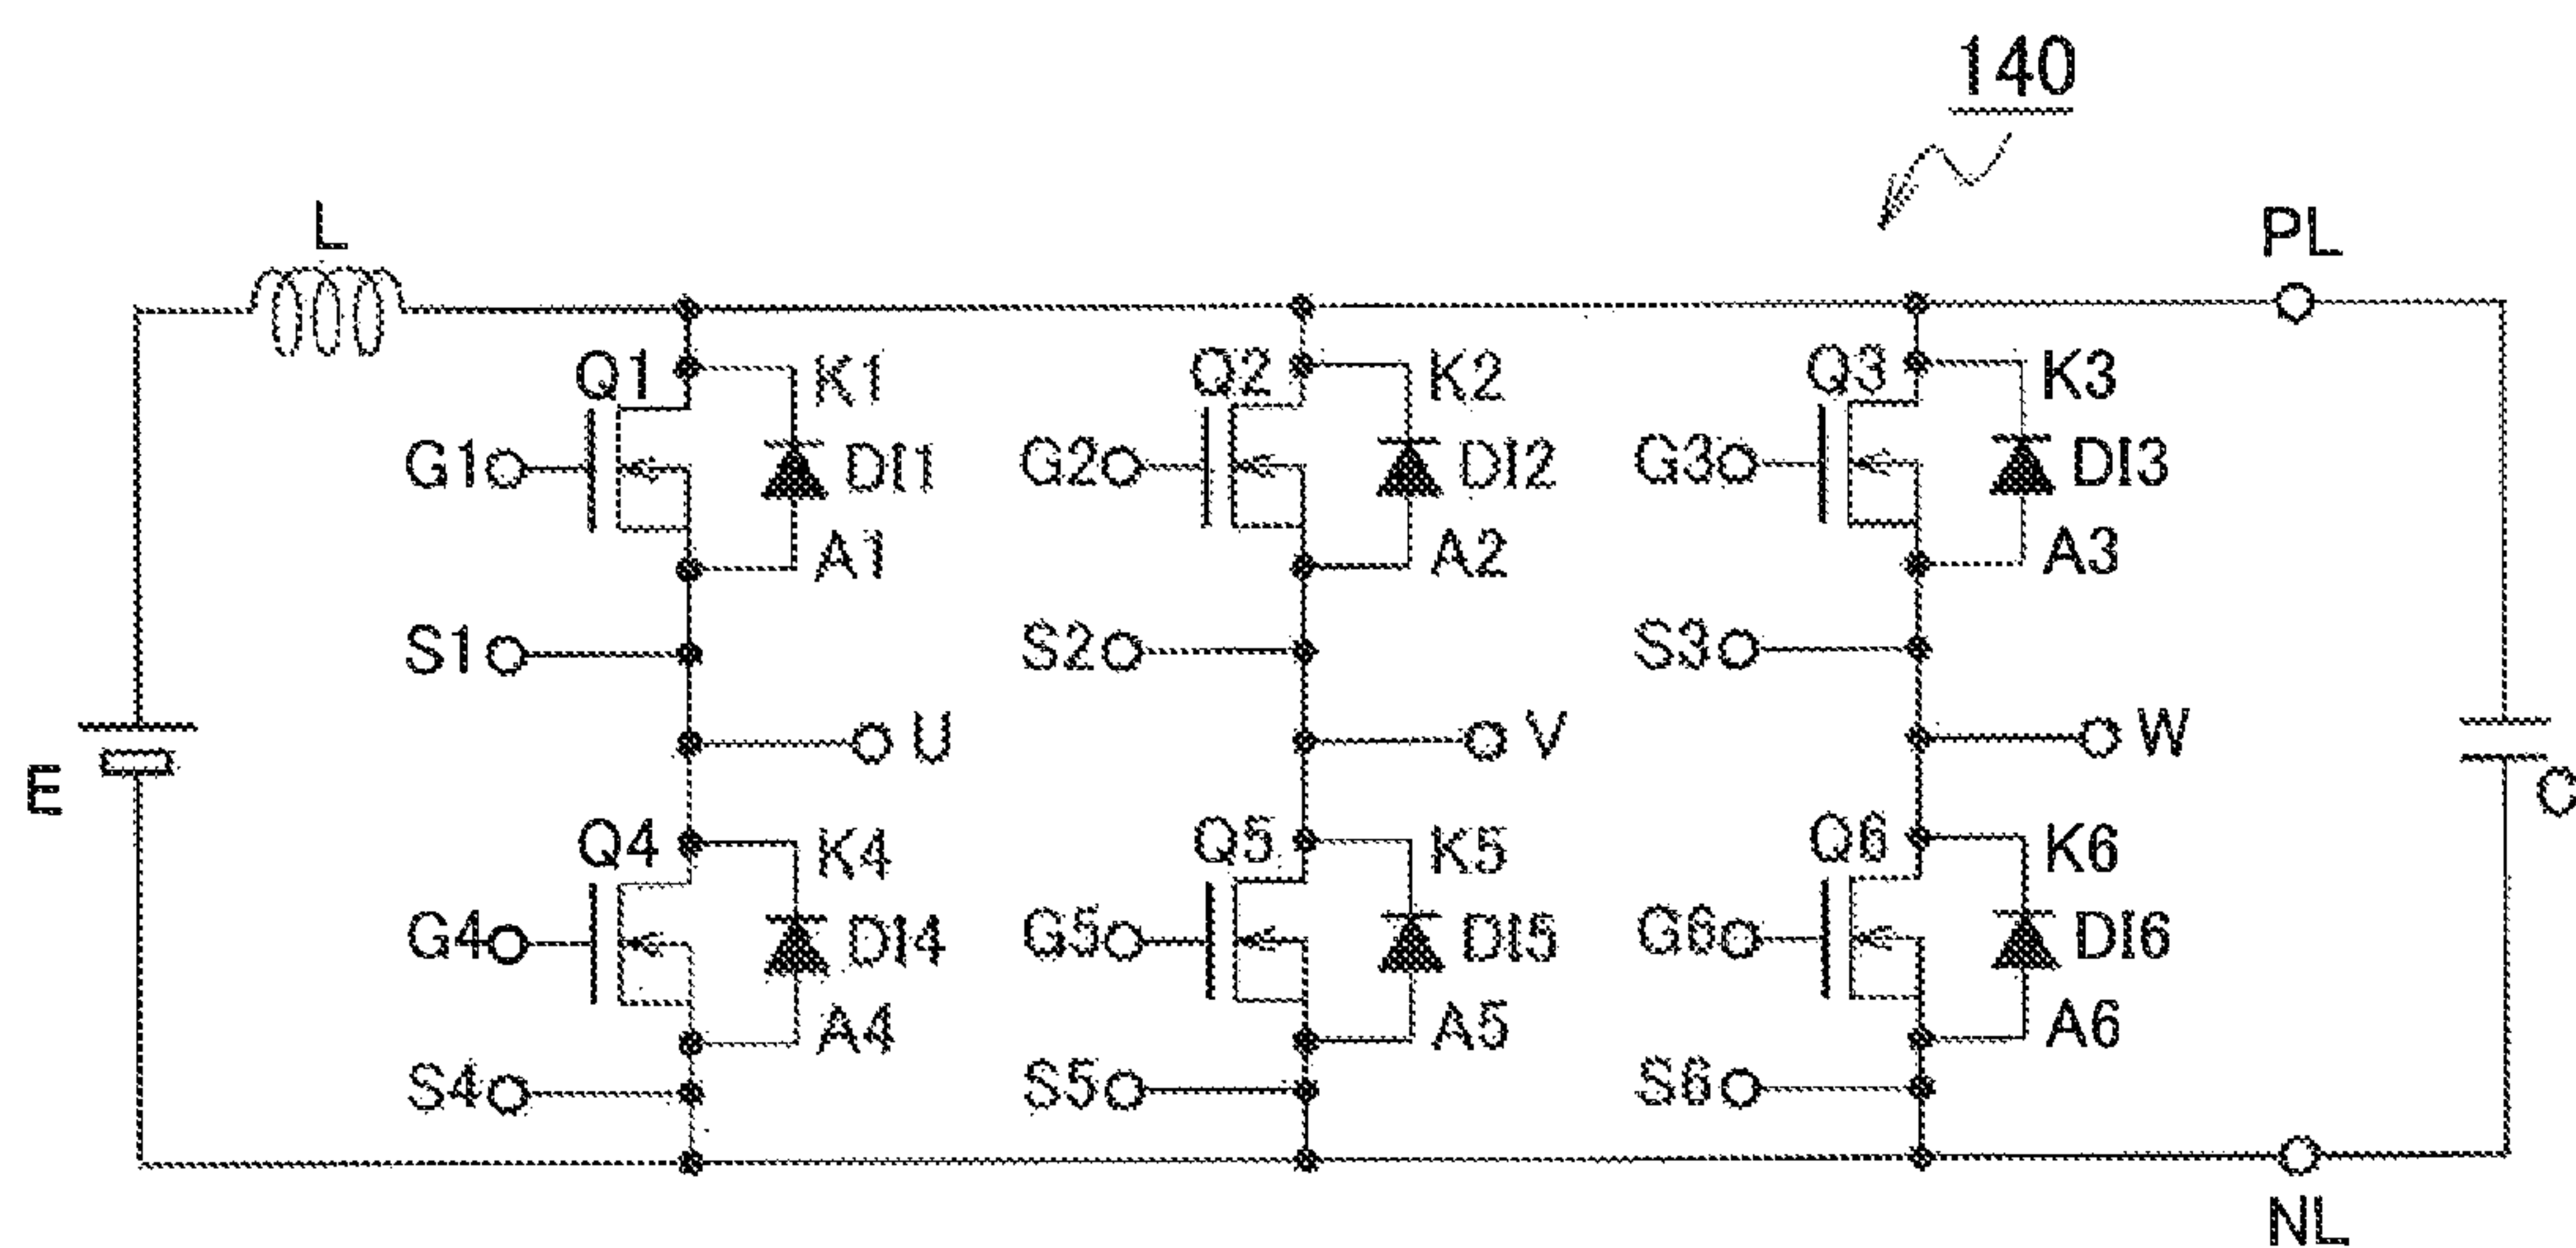 140
L
PL
Q1 K1 Q2 K2 Q3 K3
G1 DI1 G2 DI2 G3 DI3
A1 A2 A3
S1 S2 S3
U V W
E C
Q4 K4 Q5 K5 Q6 K6
G4 DI4 G5 DI5 G6 DI6
A4 A5 A6
S4 S5 S6
NL